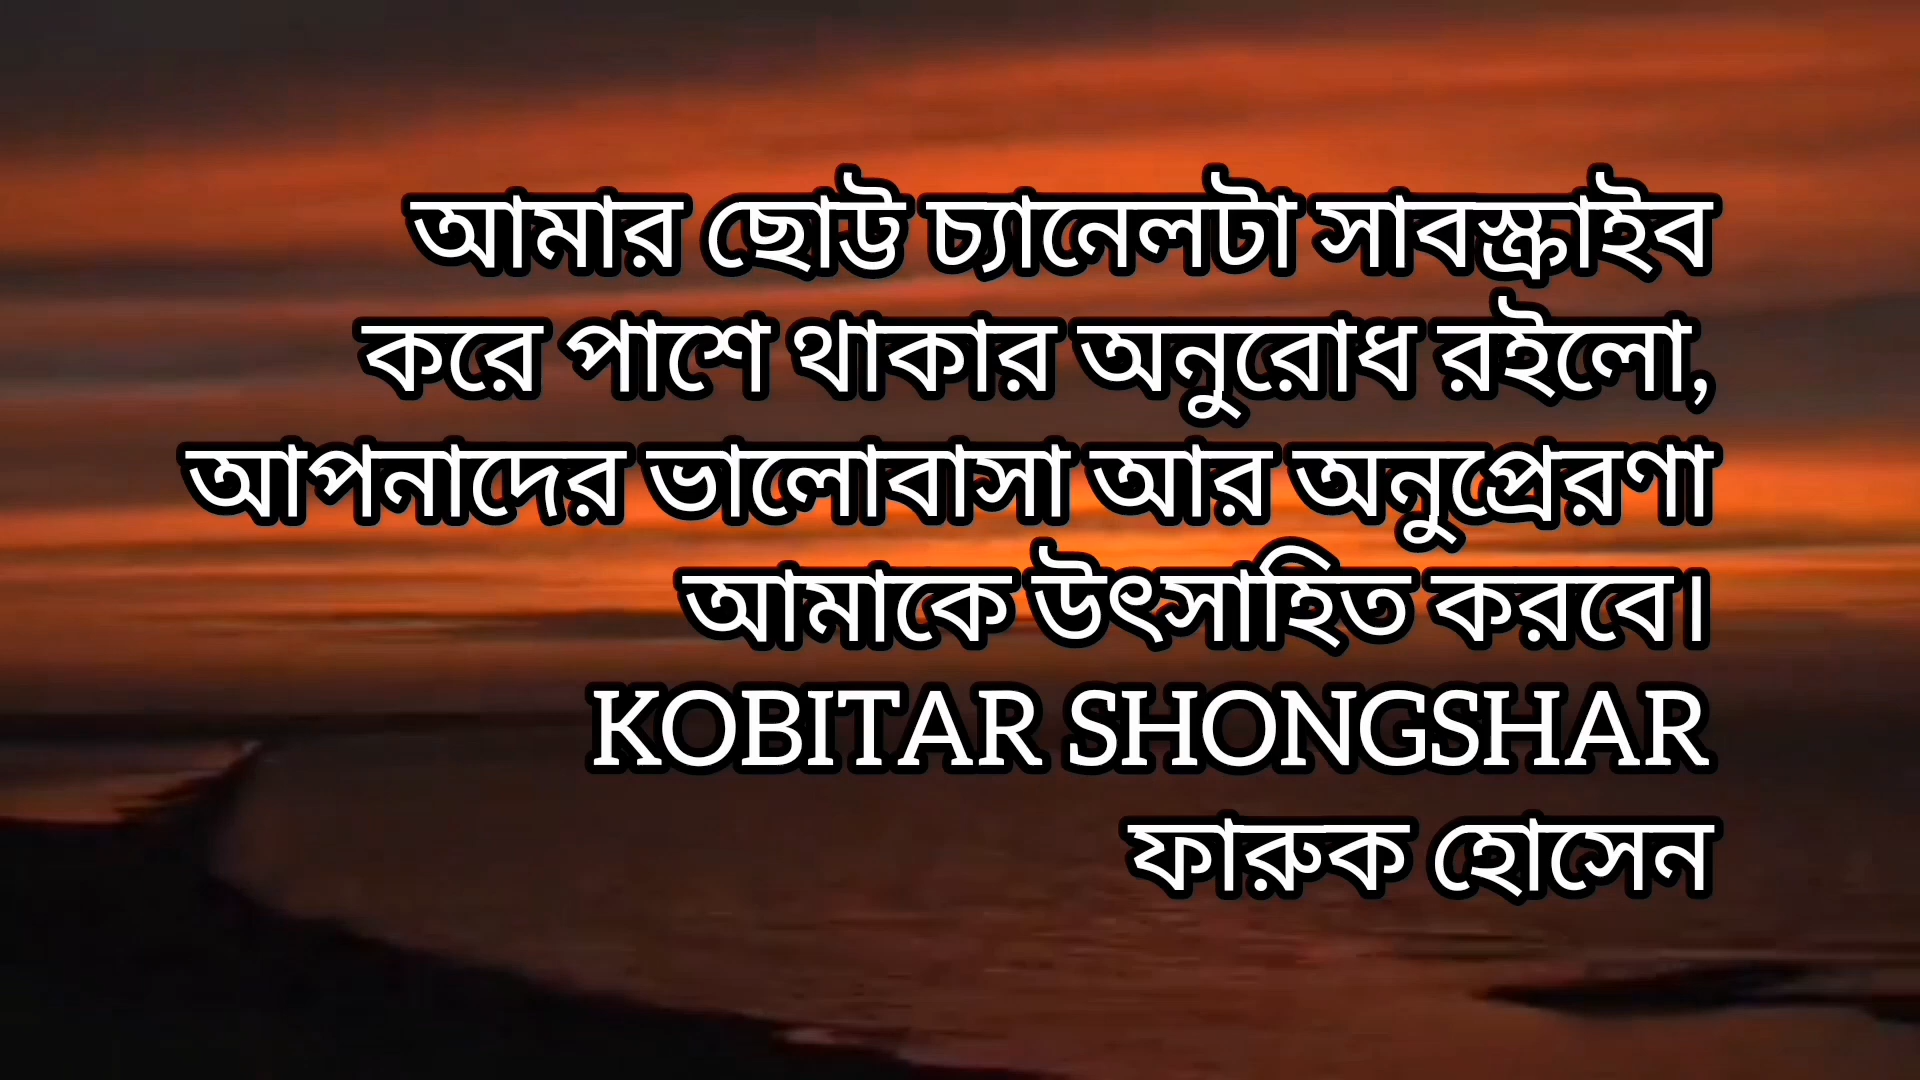 আমার ছোট্ট চ্যানেলটা সাবস্ক্রাইব
করে পাশে থাকার অনুরোধ রইলো,
আপনাদের ভালোবাসা আর অনুপ্রেরণা
আমাকে উৎসাহিত করবে।
KOBITAR SHONGSHAR
ফারুক হোসেন